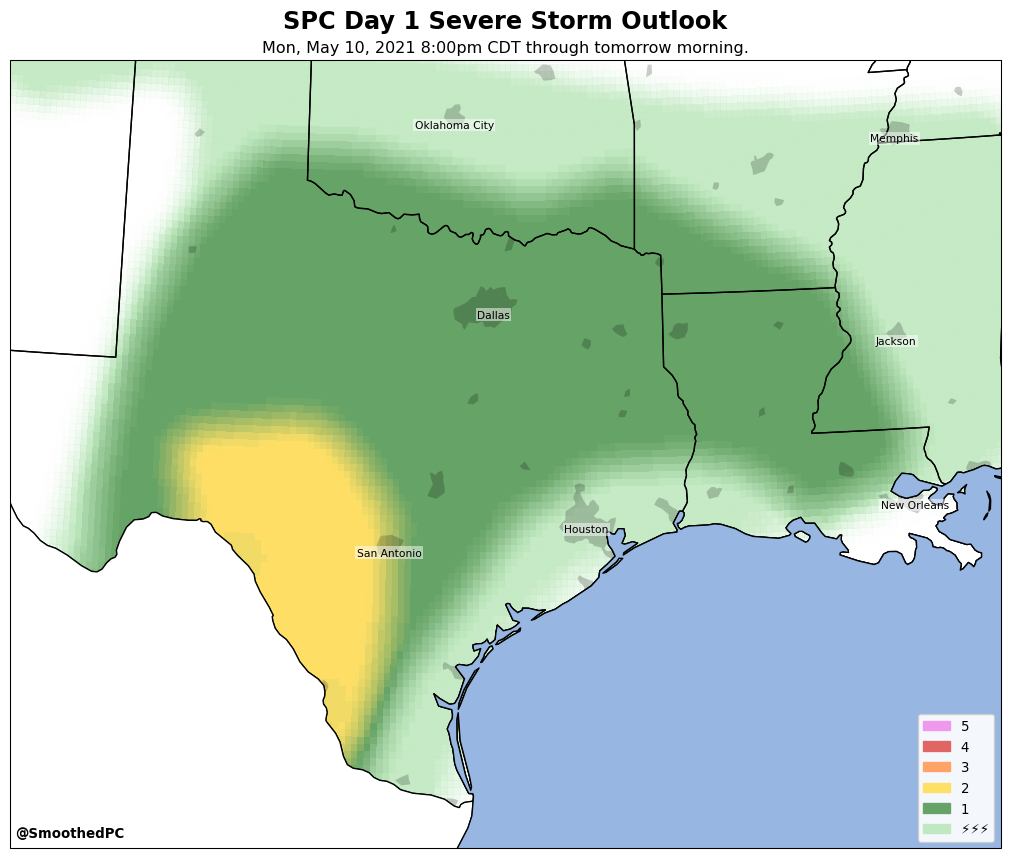 SPC Day 1 Severe Storm Outlook
Mon, May 10, 2021 8:00pm CDT through tomorrow morning.
Oklahoma City
Memphis
Dallas
Jackson
New Orleans
Houston
San Antonio
5
4
3
2
1
⚡⚡⚡
@SmoothedPC